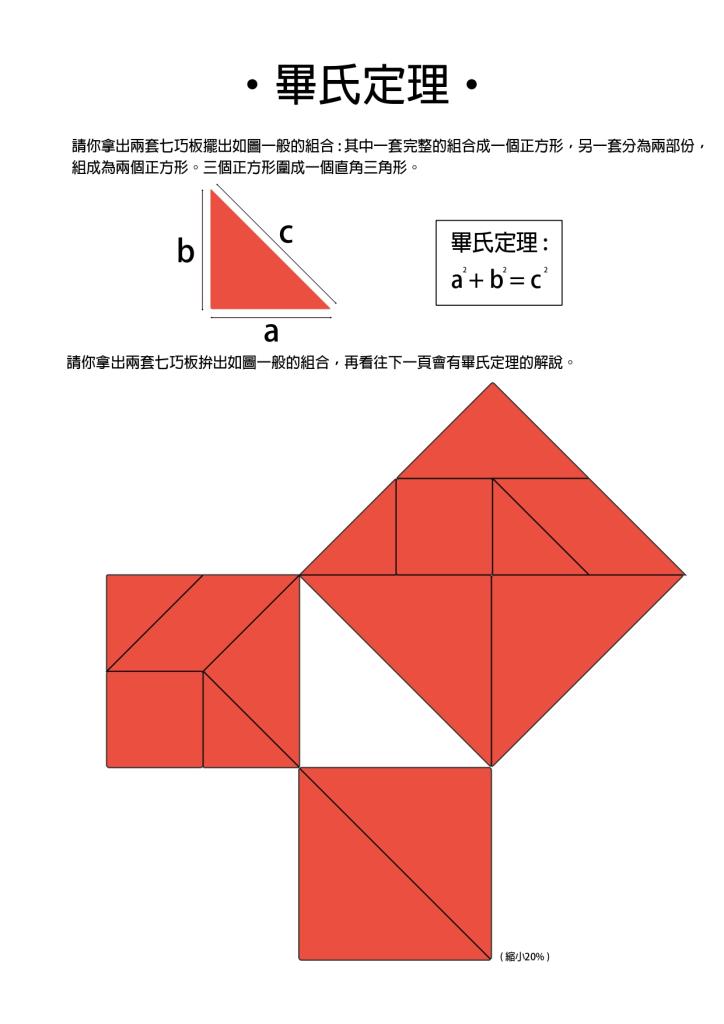 ・畢氏定理・
請你拿出兩套七巧板擺出如圖一般的組合:其中一套完整的組合成一個正方形，另一套分為兩部份，
組成為兩個正方形。三個正方形圍成一個直角三角形。
b
c
a
畢氏定理:
a²+ b²= c²
請你拿出兩套七巧板拚出如圖一般的組合，再看往下一頁會有畢氏定理的解說。
(縮小20%)